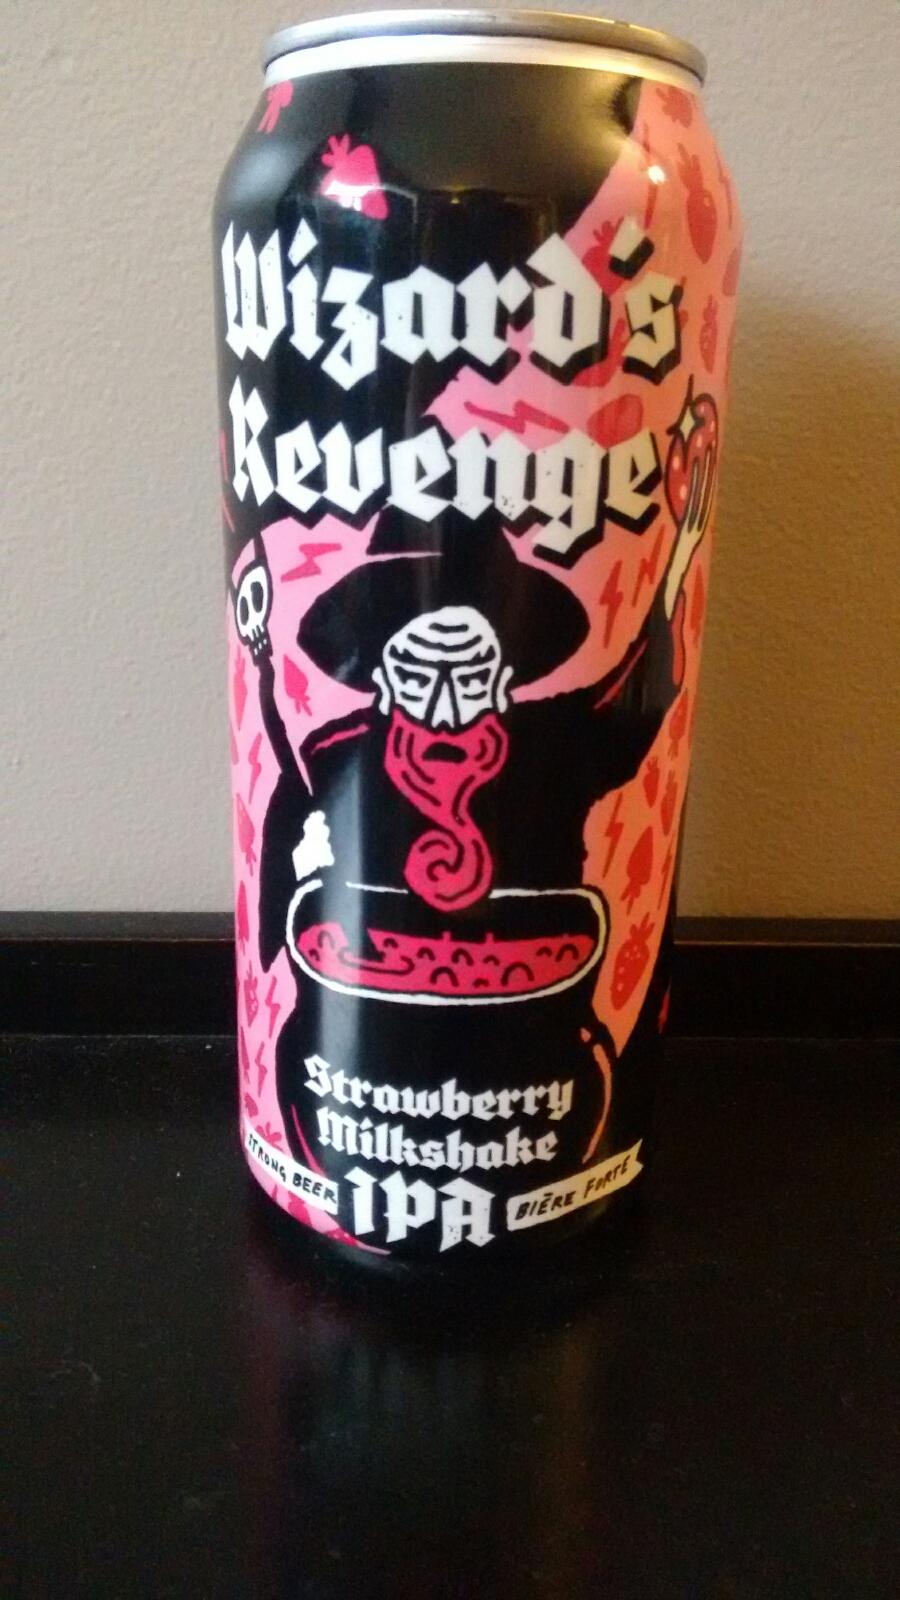 Wizard's
Revenge
Strawberry
Milkshake
IPA
STRONG BEER
BIÈRE FORTE